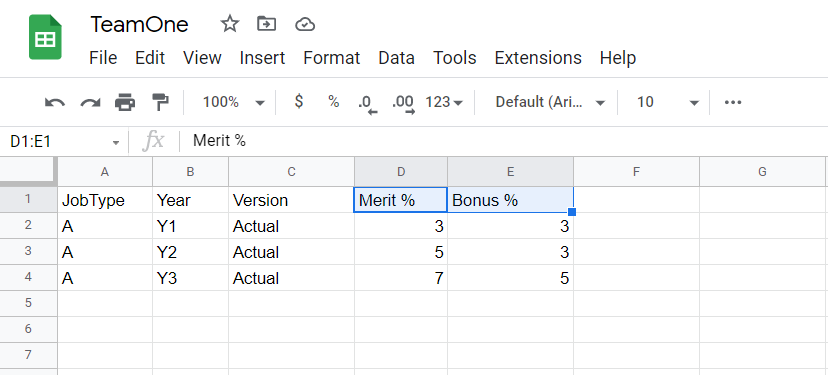 TeamOne
File Edit View Insert Format Data Tools Extensions Help
100% $ % .0 .00 123 Default (Ari... 10
D1:E1 fx Merit %
A B C D E F G
1 JobType Year Version Merit % Bonus %
2 A Y1 Actual 3 3
3 A Y2 Actual 5 3
4 A Y3 Actual 7 5
5
6
7